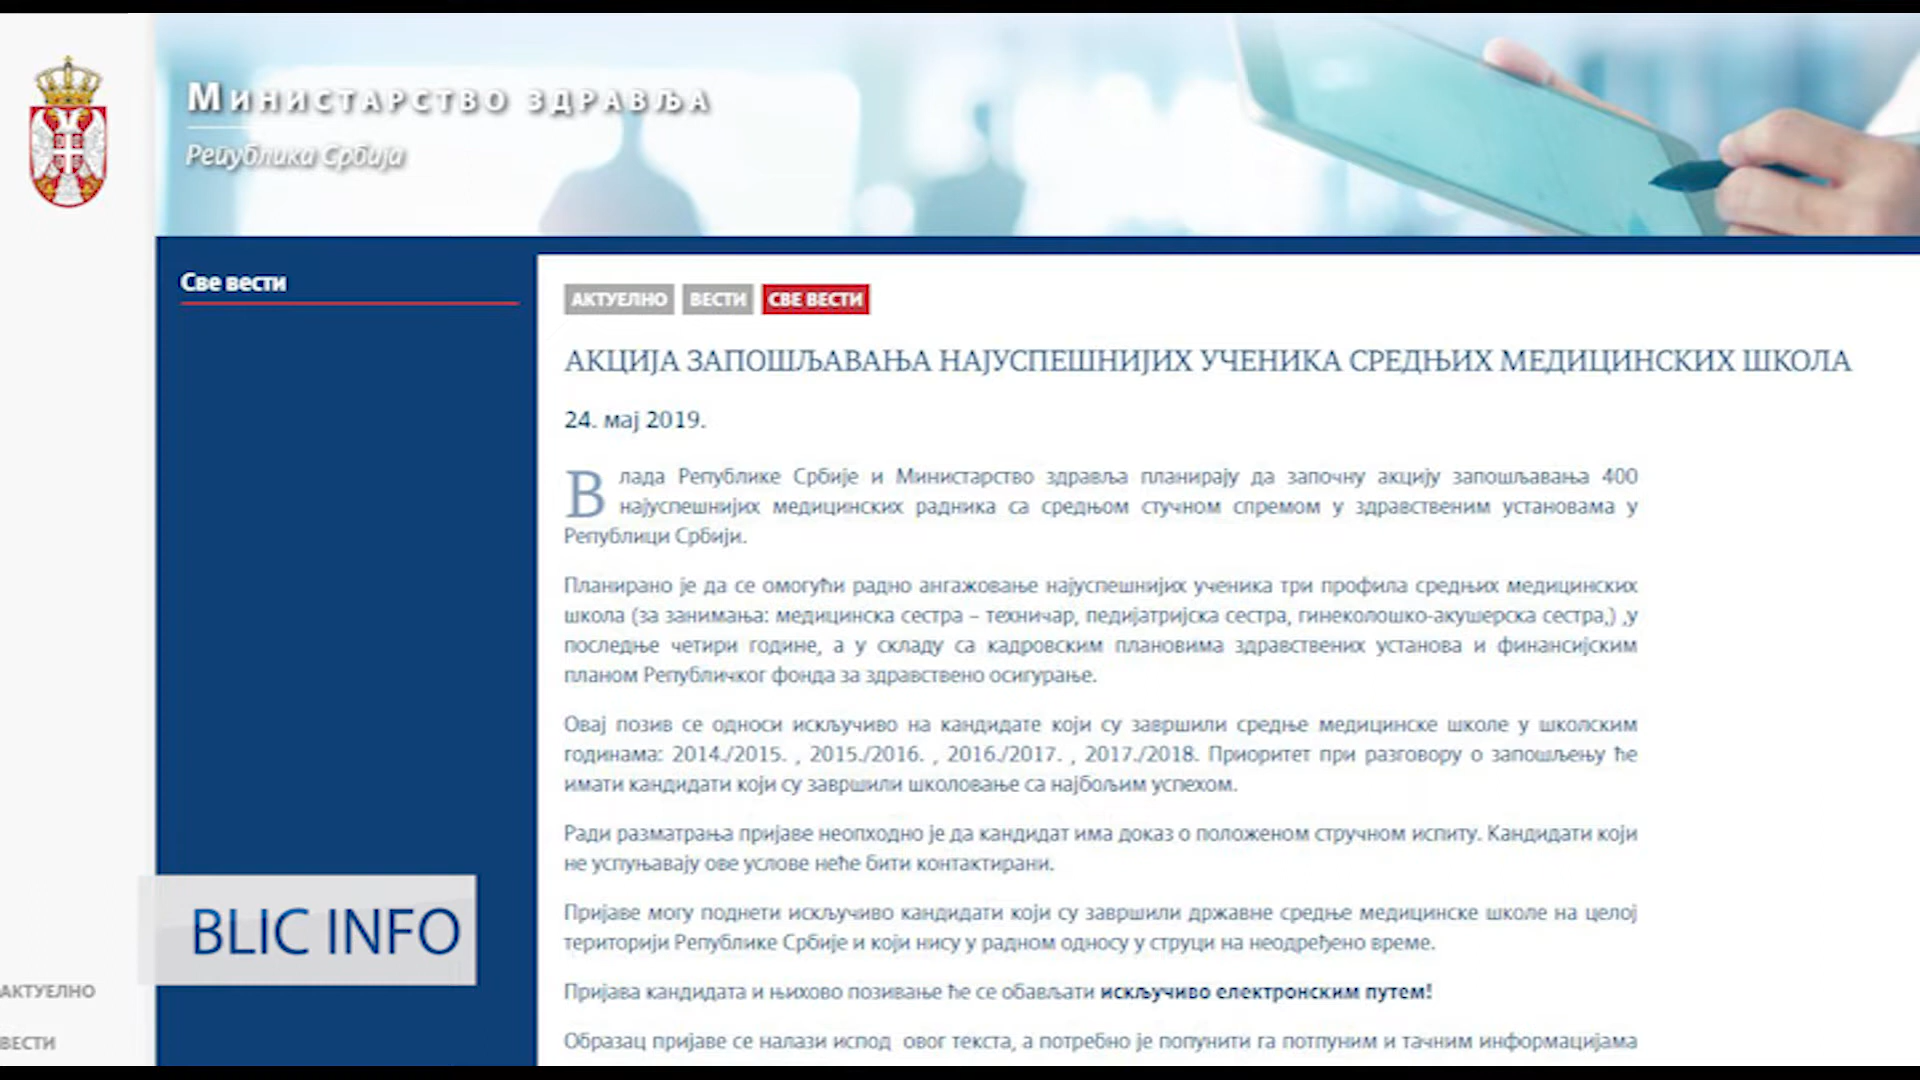 Министарство здравља
Република Србија
Све вести
АКТУЕЛНО ВЕСТИ СВЕ ВЕСТИ
АКЦИЈА ЗАПОШЉАВАЊА НАЈУСПЕШНИЈИХ УЧЕНИКА СРЕДЊИХ МЕДИЦИНСКИХ ШКОЛА
24. мај 2019.
Влада Републике Србије и Министарство здравља планирају да започну акцију запошљавања 400
најуспешнијих медицинских радника са средњом стучном спремом у здравственим установама у
Републици Србији.
Планирано је да се омогући радно ангажовање најуспешнијих ученика три профила средњих медицинских
школа (за занимања: медицинска сестра – техничар, педијатријска сестра, гинеколошко-акушерска сестра,) ,у
последње четири године, а у складу са кадровским плановима здравствених установа и финансијским
планом Републичког фонда за здравствено осигурање.
Овај позив се односи искључиво на кандидате који су завршили средње медицинске школе у школским
годинама: 2014./2015. , 2015./2016. , 2016./2017. , 2017./2018. Приоритет при разговору о запошљењу ће
имати кандидати који су завршили школовање са најбољим успехом.
Ради разматрања пријаве неопходно је да кандидат има доказ о положеном стручном испиту. Кандидати који
не успуњавају ове услове неће бити контактирани.
Пријаве могу поднети искључиво кандидати који су завршили државне средње медицинске школе на целој
територији Републике Србије и који нису у радном односу у струци на неодређено време.
Пријава кандидата и њихово позивање ће се обављати искључиво електронским путем!
Образац пријаве се налази испод овог текста, а потребно је попунити га потпуним и тачним информацијама
BLIC INFO
АКТУЕЛНО
ВЕСТИ